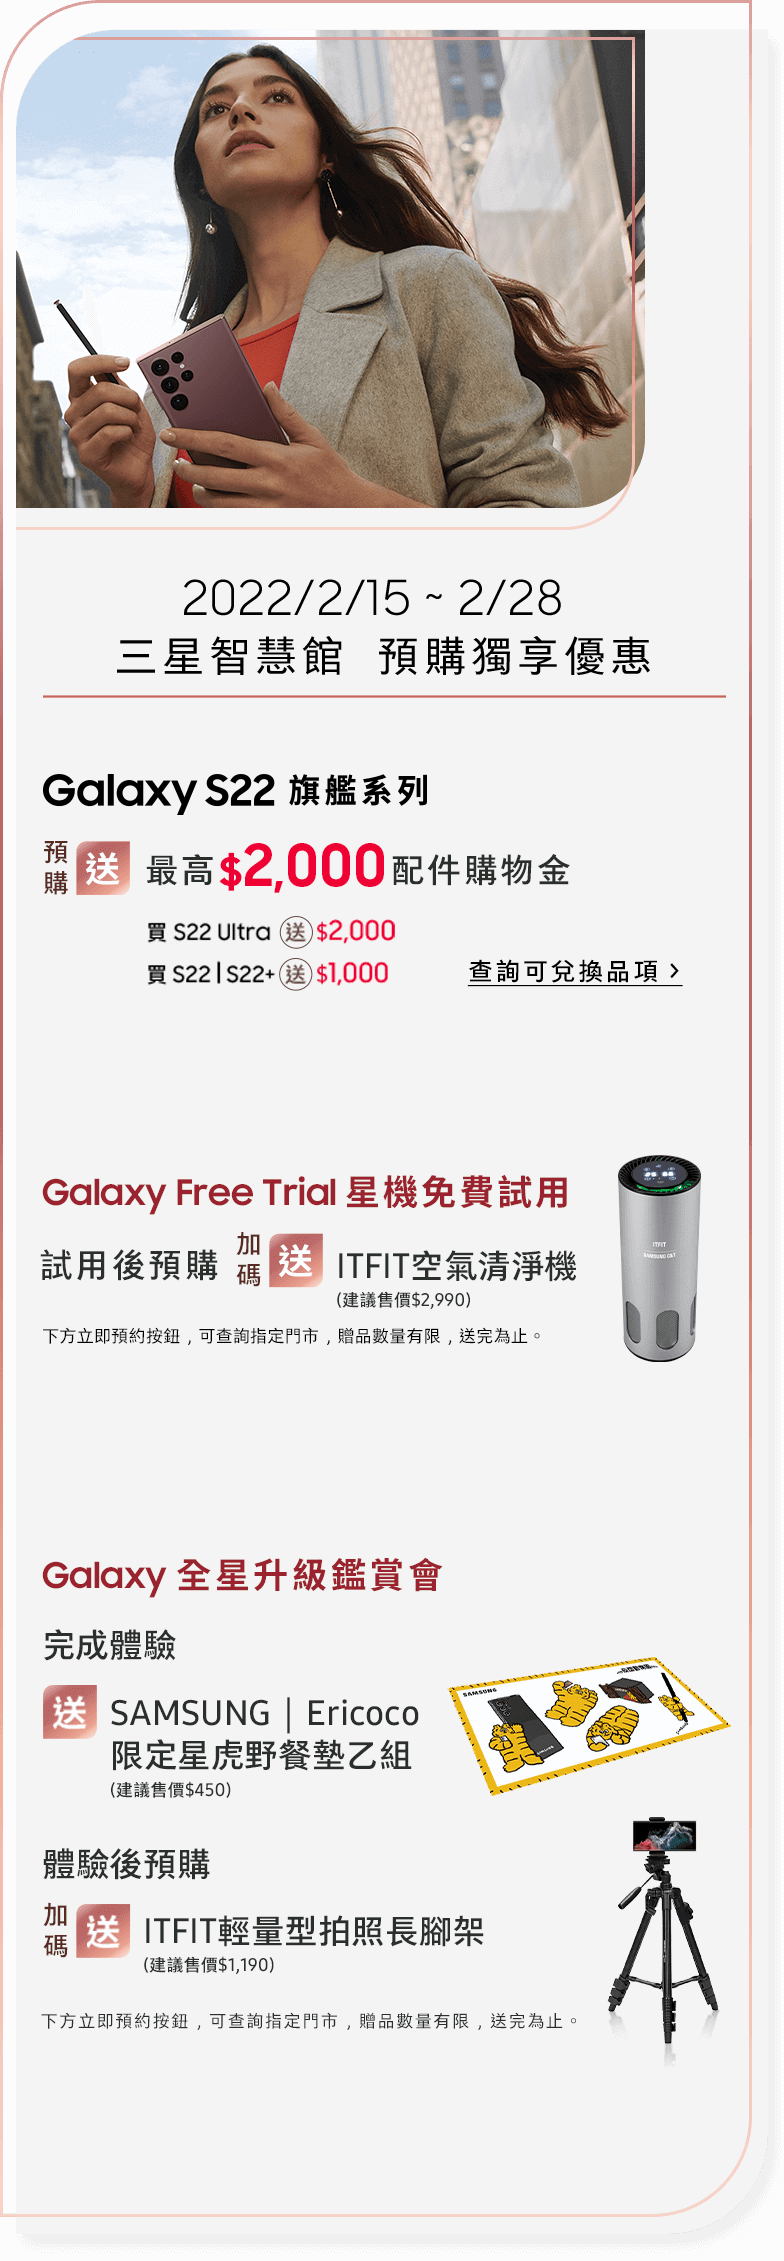 2022/2/15 ~ 2/28
三星智慧館 預購獨享優惠
Galaxy S22 旗艦系列
預購 送 最高$2,000配件購物金
買 S22 Ultra 送 $2,000
買 S22 | S22+ 送 $1,000
查詢可兌換品項 >
Galaxy Free Trial 星機免費試用
試用後預購 加碼 送 ITFIT空氣清淨機
(建議售價$2,990)
下方立即預約按鈕，可查詢指定門市，贈品數量有限，送完為止。
ITFIT
SAMSUNG C&T
Galaxy 全星升級鑑賞會
完成體驗
送 SAMSUNG | Ericoco
限定星虎野餐墊乙組
(建議售價$450)
SAMSUNG
體驗後預購
加碼 送 ITFIT輕量型拍照長腳架
(建議售價$1,190)
下方立即預約按鈕，可查詢指定門市，贈品數量有限，送完為止。